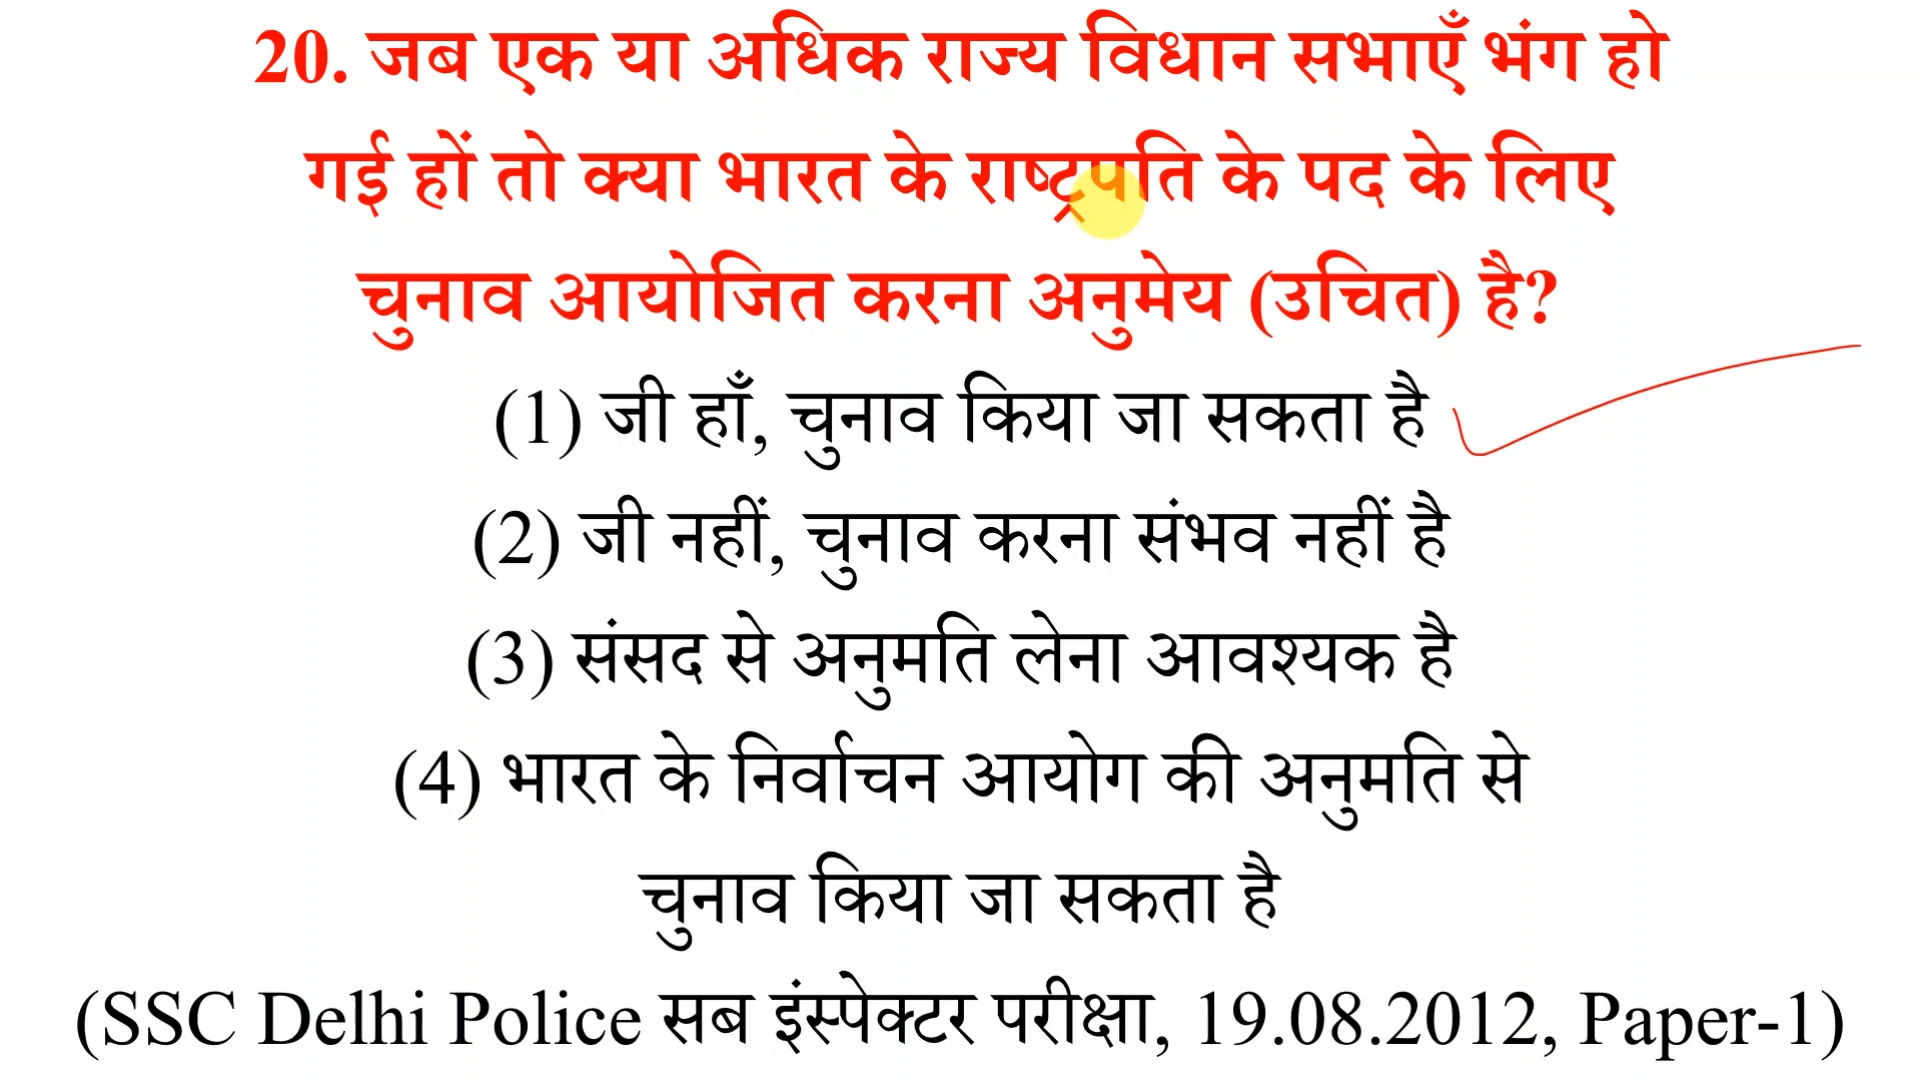 20. जब एक या अधिक राज्य विधान सभाएँ भंग हो
गई हों तो क्या भारत के राष्ट्रपति के पद के लिए
चुनाव आयोजित करना अनुमेय (उचित) है?
(1) जी हाँ, चुनाव किया जा सकता है
(2) जी नहीं, चुनाव करना संभव नहीं है
(3) संसद से अनुमति लेना आवश्यक है
(4) भारत के निर्वाचन आयोग की अनुमति से
चुनाव किया जा सकता है
(SSC Delhi Police सब इंस्पेक्टर परीक्षा, 19.08.2012, Paper-1)